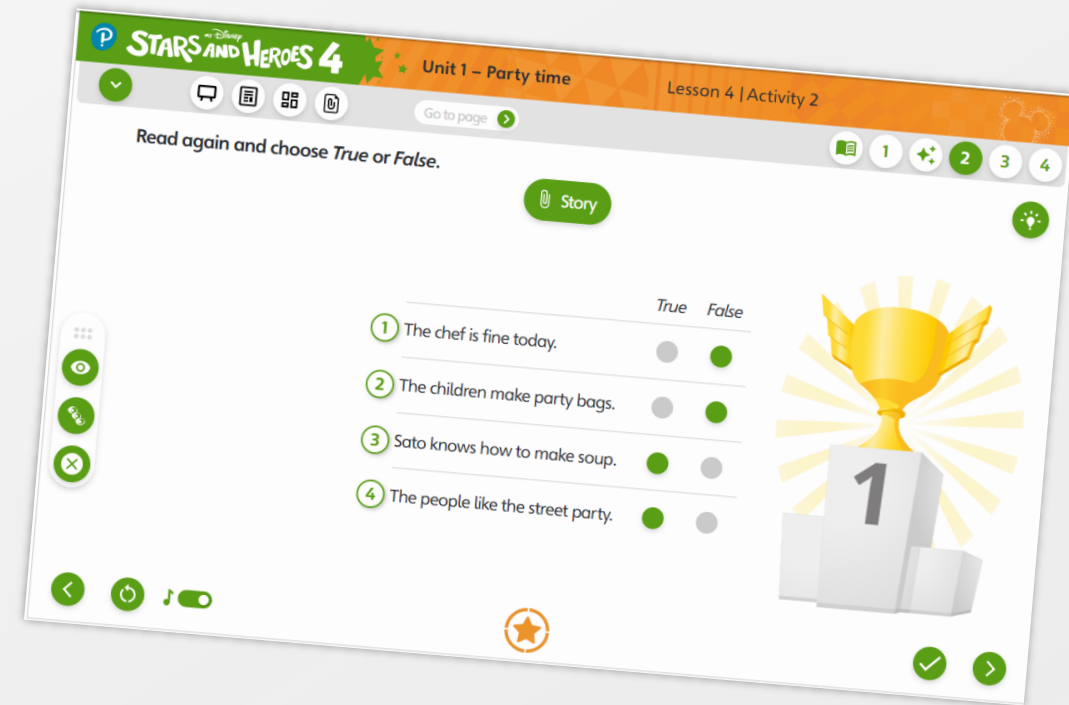 P
my Disney
STARS AND HEROES 4
Unit 1 – Party time
Lesson 4 | Activity 2
Go to page
1
2
3
4
Read again and choose True or False.
Story
True False
1 The chef is fine today.
2 The children make party bags.
3 Sato knows how to make soup.
4 The people like the street party.
1